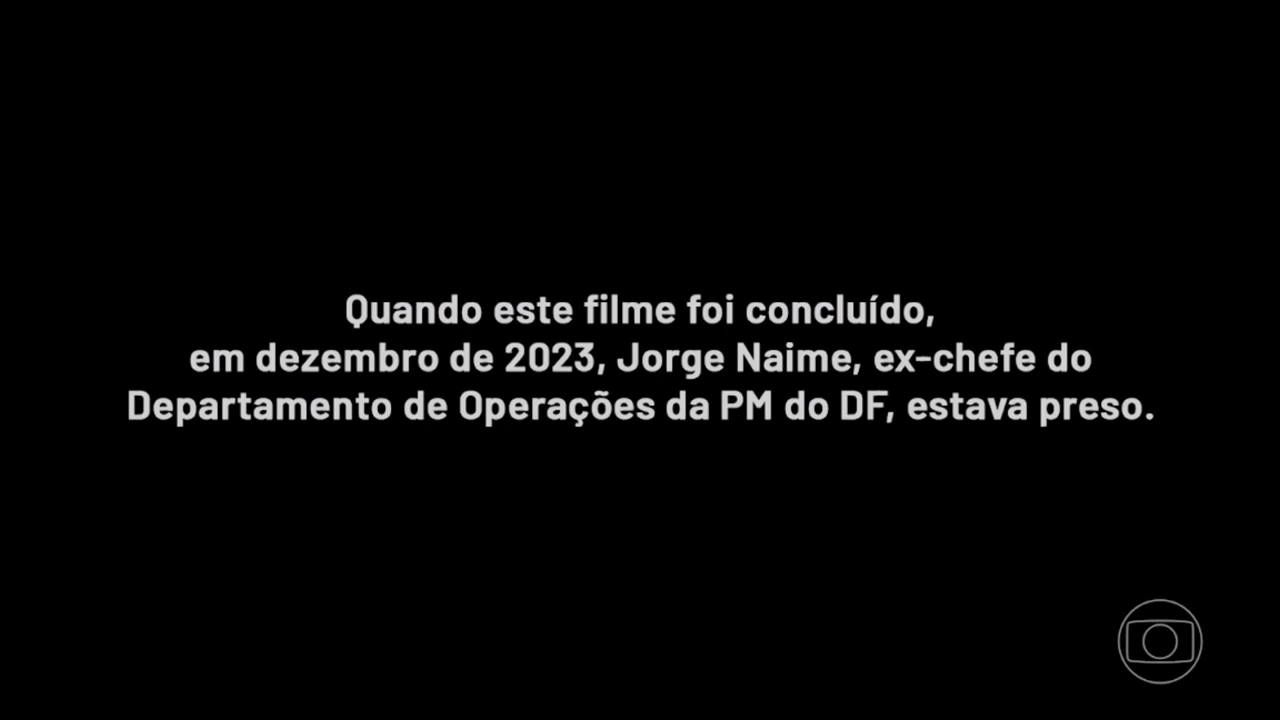 Quando este filme foi concluído,
em dezembro de 2023, Jorge Naime, ex-chefe do
Departamento de Operações da PM do DF, estava preso.